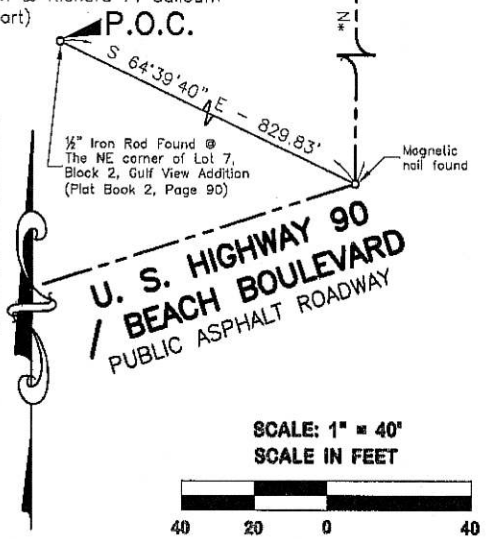 & Richard
art)
P.O.C.
*N
S 64°39'40" E - 829.83'
½" Iron Rod Found @
The NE corner of Lot 7,
Block 2, Gulf View Addition
(Plat Book 2, Page 90)
Magnetic
nail found
U. S. HIGHWAY 90
/ BEACH BOULEVARD
PUBLIC ASPHALT ROADWAY
SCALE: 1" = 40'
SCALE IN FEET
40 20 0 40